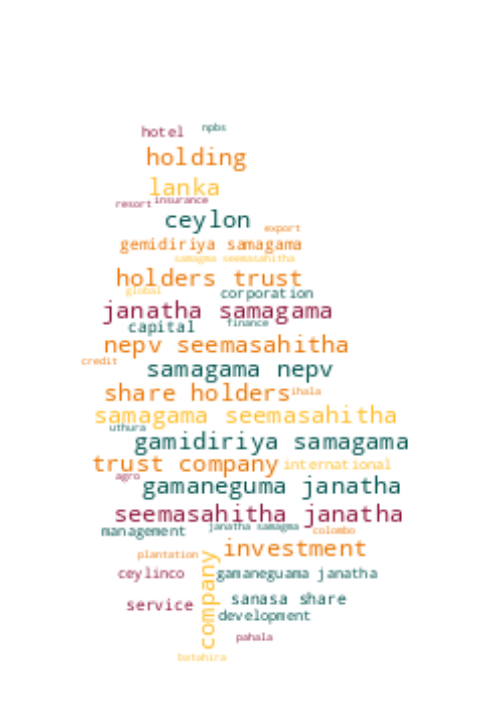 npbs
hotel
holding
lanka
insurance
resort
ceylon
export
gemidiriya samagama
samagma seemasahitha
holders trust
global
corporation
janatha samagama
finance
capital
nepv seemasahitha
credit
samagama nepv
share holders
ihala
samagama seemasahitha
uthura
gamidiriya samagama
trust company
international
agro
gamaneguma janatha
seemasahitha janatha
janatha samagma
management
colombo
investment
plantation
company
ceylinco
gamaneguama janatha
sanasa share
service
development
pahala
batahira